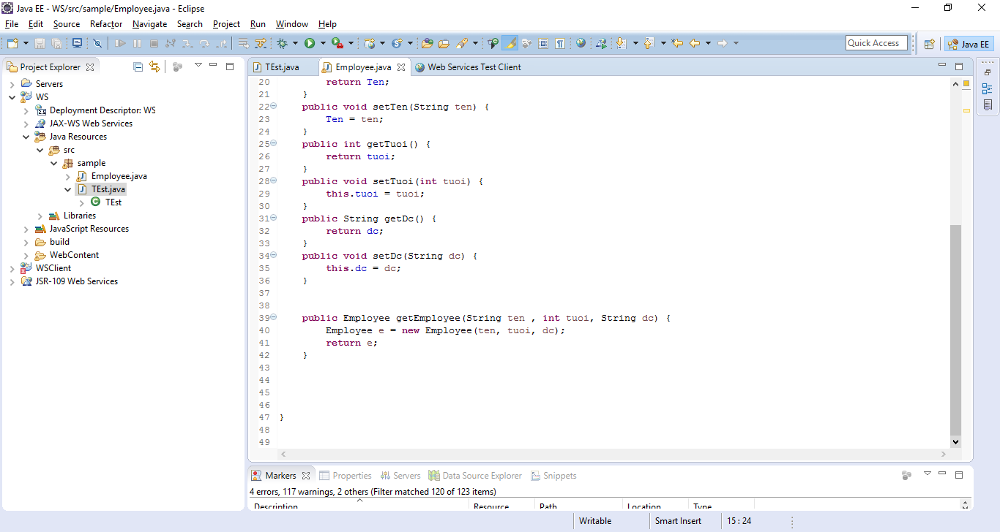 Java EE - WS/src/sample/Employee.java - Eclipse
File Edit Source Refactor Navigate Search Project Run Window Help
Quick Access
Java EE
Project Explorer
Servers
WS
Deployment Descriptor: WS
JAX-WS Web Services
Java Resources
src
sample
Employee.java
TEst.java
TEst
Libraries
JavaScript Resources
build
WebContent
WSClient
JSR-109 Web Services
TEst.java Employee.java Web Services Test Client
20 return Ten;
21 }
22 public void setTen(String ten) {
23 Ten = ten;
24 }
25 public int getTuoi() {
26 return tuoi;
27 }
28 public void setTuoi(int tuoi) {
29 this.tuoi = tuoi;
30 }
31 public String getDc() {
32 return dc;
33 }
34 public void setDc(String dc) {
35 this.dc = dc;
36 }
37
38
39 public Employee getEmployee(String ten , int tuoi, String dc) {
40 Employee e = new Employee(ten, tuoi, dc);
41 return e;
42 }
43
44
45
46
47 }
48
49
Markers Properties Servers Data Source Explorer Snippets
4 errors, 117 warnings, 2 others (Filter matched 120 of 123 items)
Description Resource Path Location Type
Writable Smart Insert 15 : 24